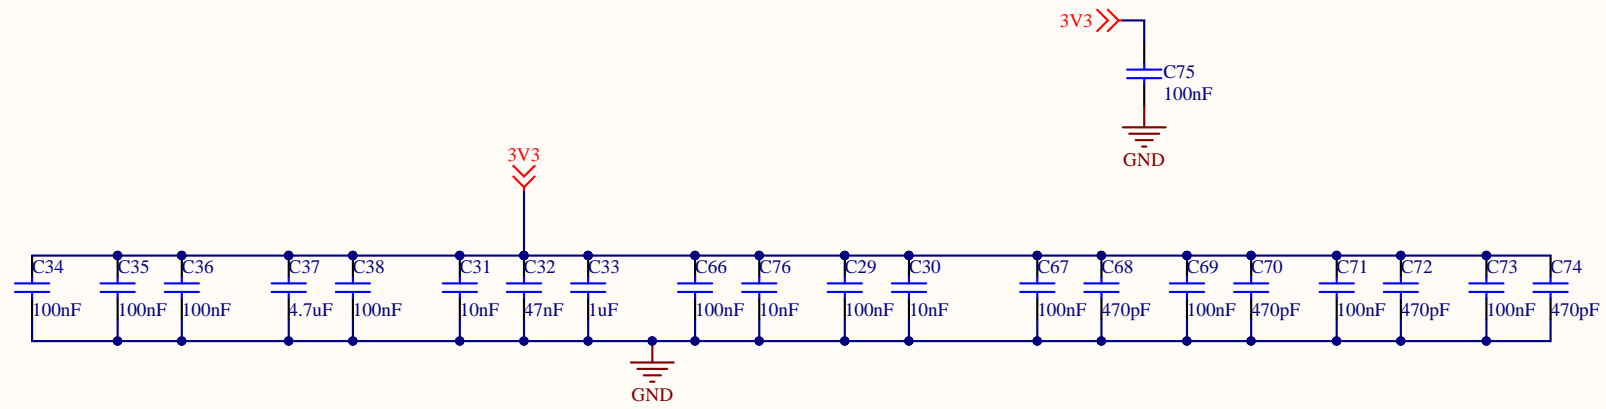 3V3
C75
100nF
GND
3V3
C34 C35 C36 C37 C38 C31 C32 C33 C66 C76 C29 C30 C67 C68 C69 C70 C71 C72 C73 C74
100nF 100nF 100nF 4.7uF 100nF 10nF 47nF 1uF 100nF 10nF 100nF 10nF 100nF 470pF 100nF 470pF 100nF 470pF 100nF 470pF
GND